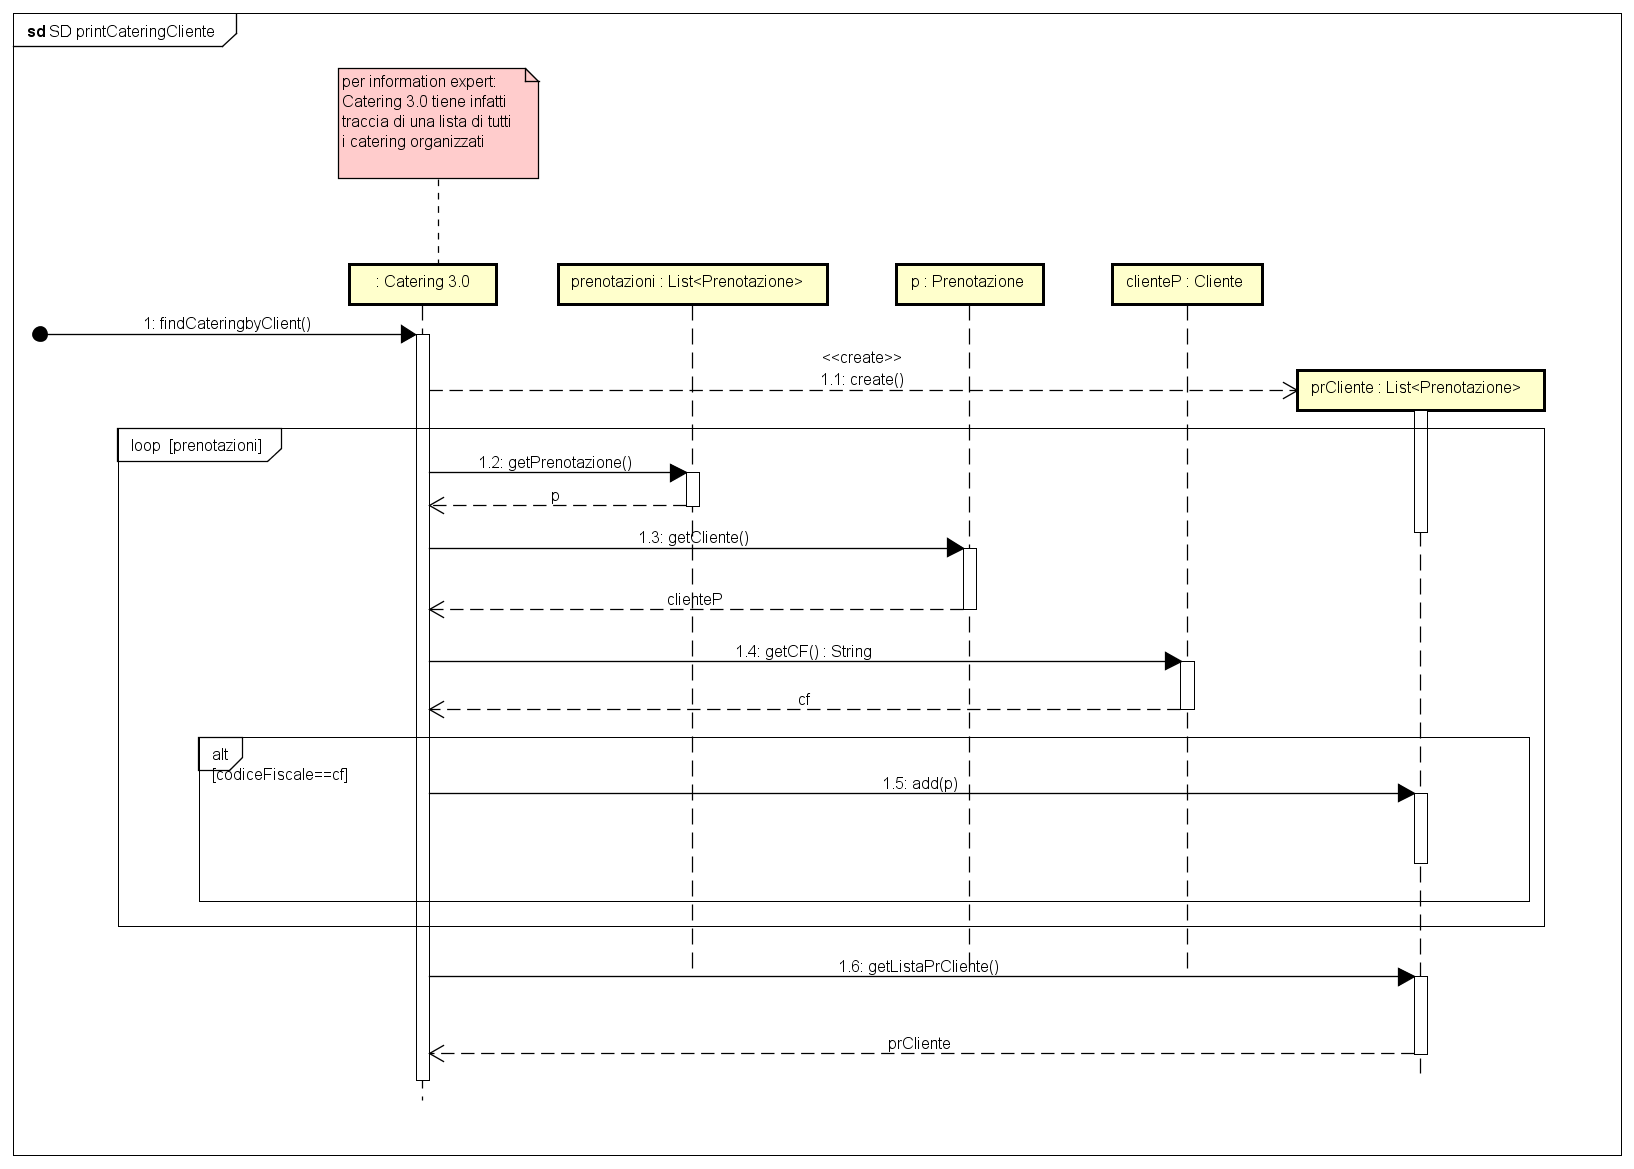 sd SD printCateringCliente
per information expert:
Catering 3.0 tiene infatti
traccia di una lista di tutti
i catering organizzati
: Catering 3.0
prenotazioni : List<Prenotazione>
p : Prenotazione
clienteP : Cliente
1: findCateringbyClient()
<<create>>
1.1: create()
prCliente : List<Prenotazione>
loop [prenotazioni]
1.2: getPrenotazione()
p
1.3: getCliente()
clienteP
1.4: getCF() : String
cf
alt
[codiceFiscale==cf]
1.5: add(p)
1.6: getListaPrCliente()
prCliente